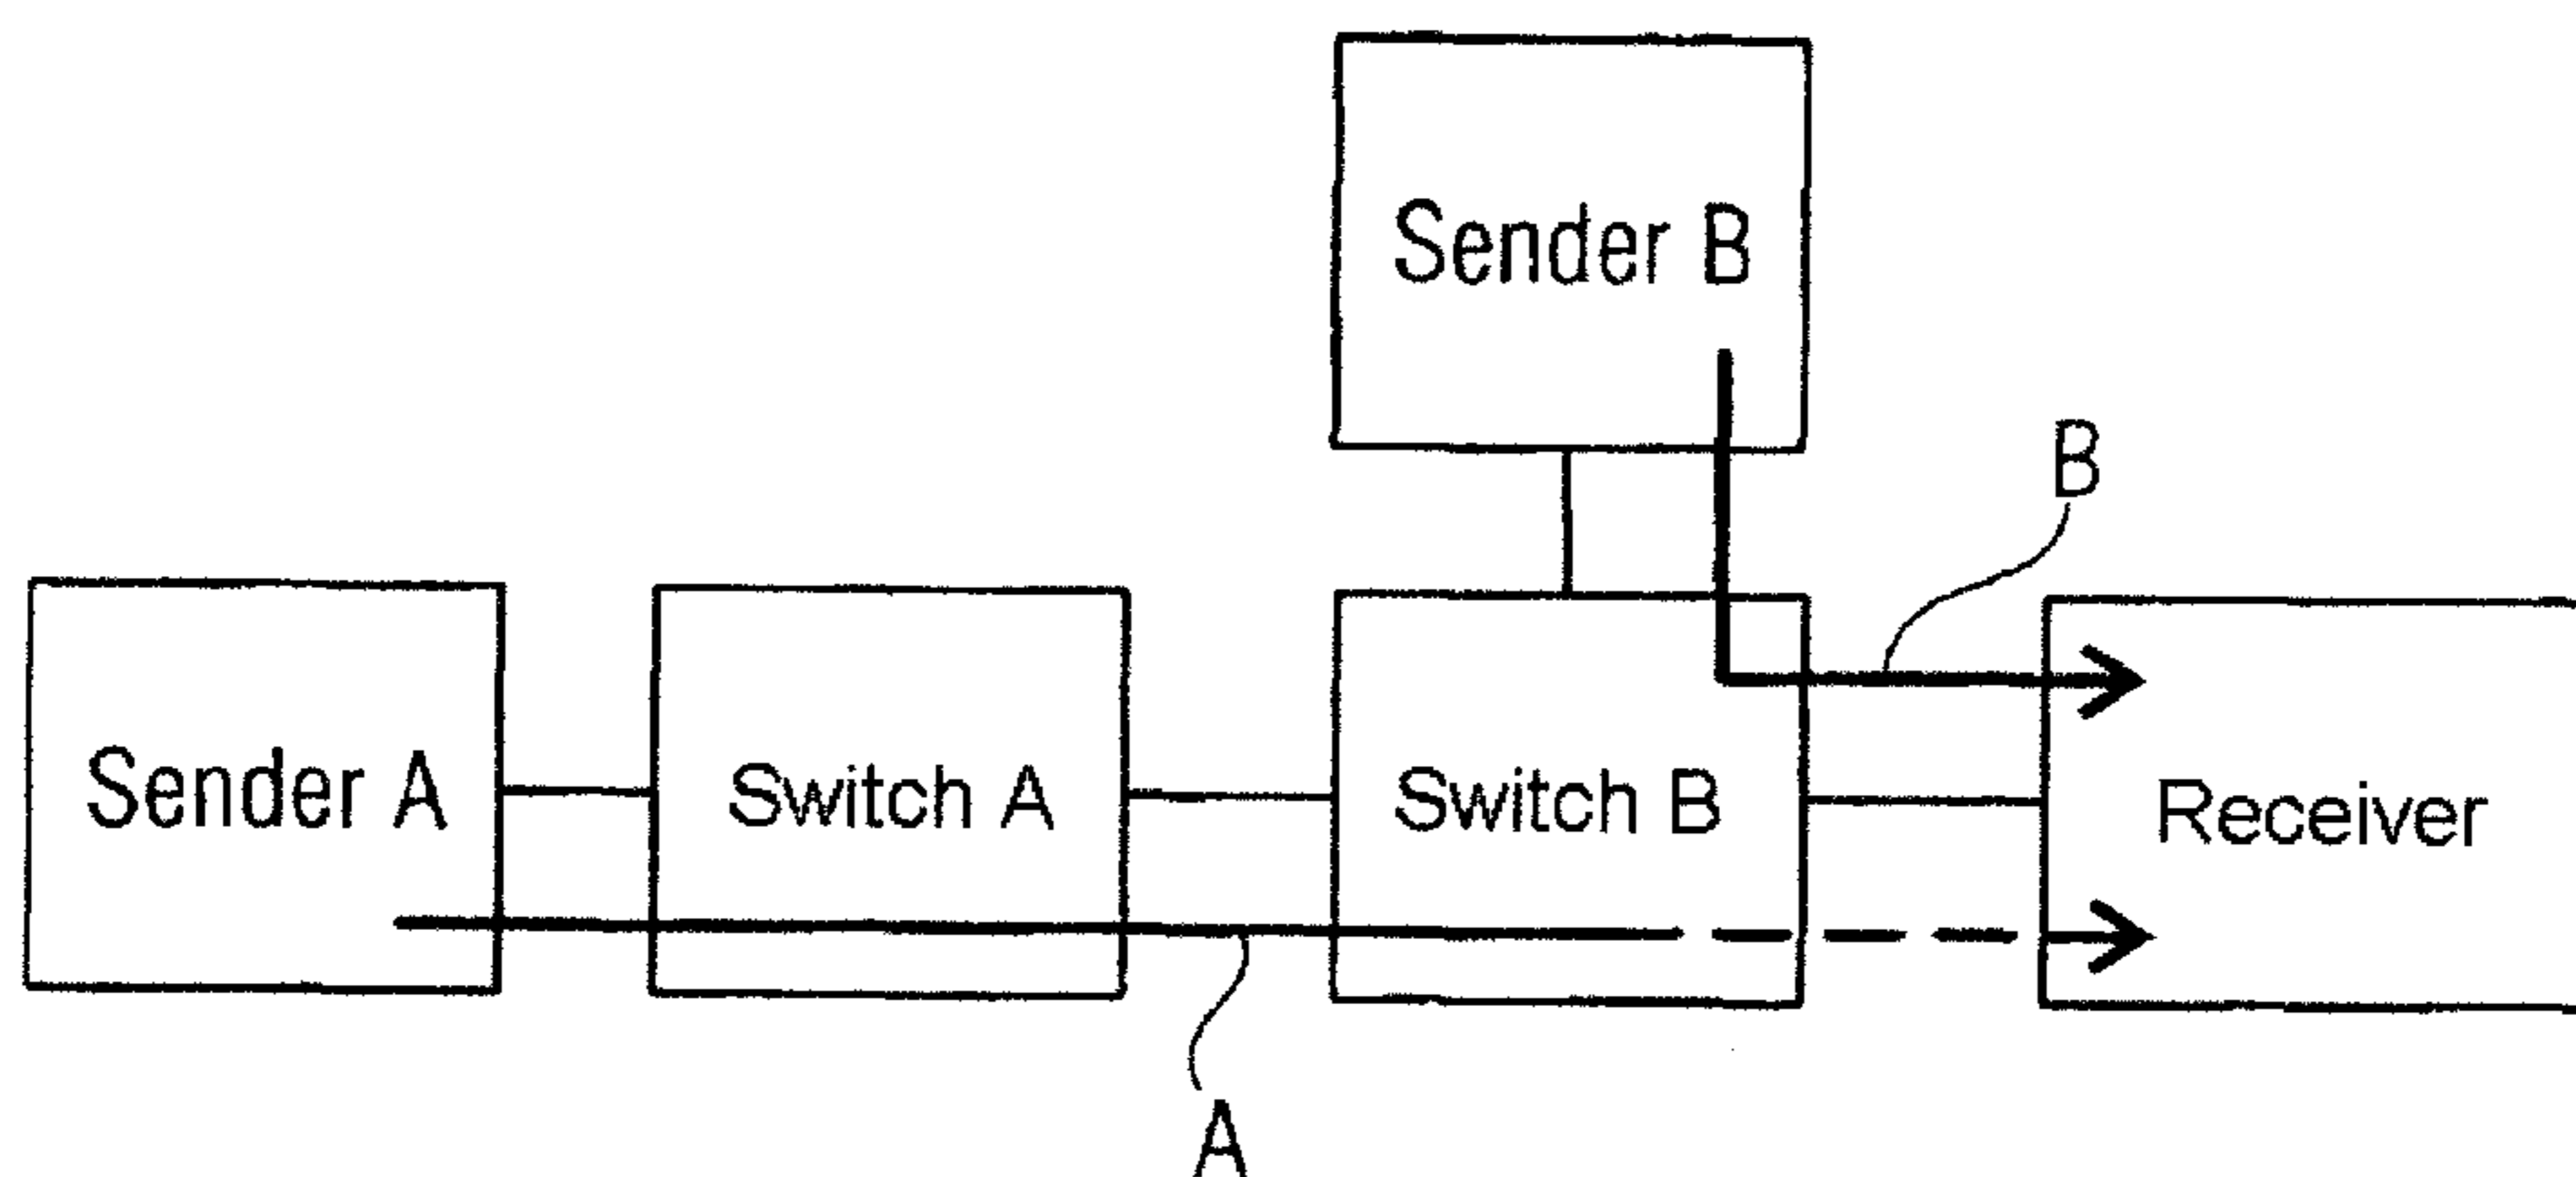 Sender B
B
Sender A
Switch A
Switch B
Receiver
A